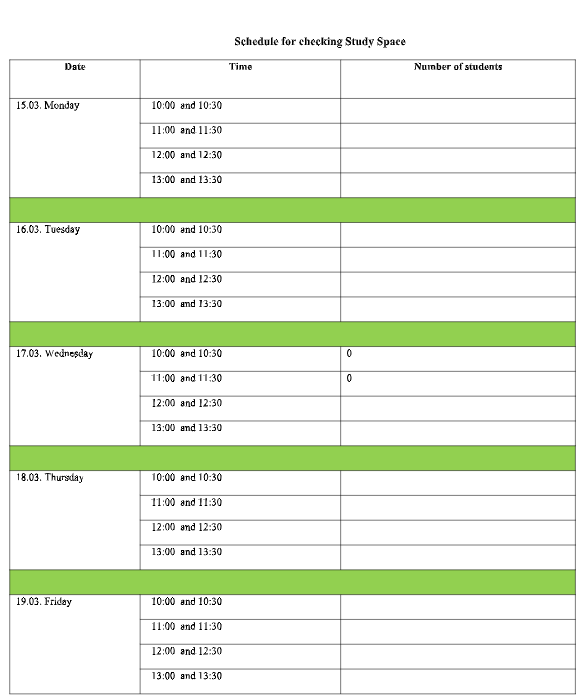 Schedule for checking Study Space
Date Time Number of students
15.03. Monday 10:00 and 10:30
11:00 and 11:30
12:00 and 12:30
13:00 and 13:30
16.03. Tuesday 10:00 and 10:30
11:00 and 11:30
12:00 and 12:30
13:00 and 13:30
17.03. Wednesday 10:00 and 10:30 0
11:00 and 11:30 0
12:00 and 12:30
13:00 and 13:30
18.03. Thursday 10:00 and 10:30
11:00 and 11:30
12:00 and 12:30
13:00 and 13:30
19.03. Friday 10:00 and 10:30
11:00 and 11:30
12:00 and 12:30
13:00 and 13:30